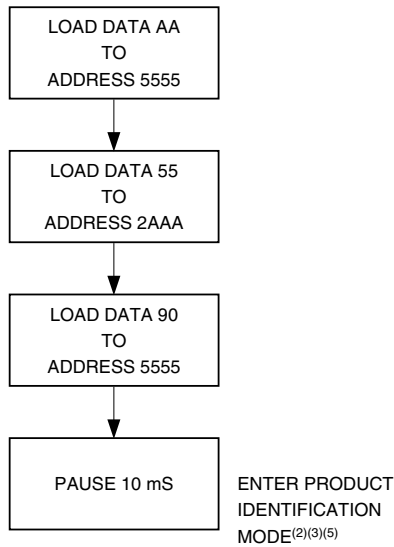 LOAD DATA AA
TO
ADDRESS 5555
LOAD DATA 55
TO
ADDRESS 2AAA
LOAD DATA 90
TO
ADDRESS 5555
PAUSE 10 mS
ENTER PRODUCT
IDENTIFICATION
MODE(2)(3)(5)